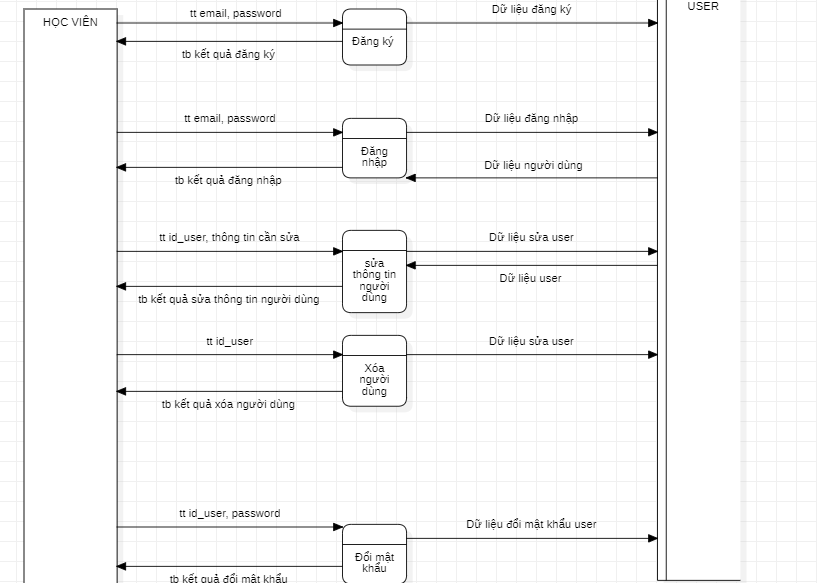 HỌC VIÊN
USER
tt email, password
Dữ liệu đăng ký
Đăng ký
tb kết quả đăng ký
tt email, password
Dữ liệu đăng nhập
Đăng
nhập
Dữ liệu người dùng
tb kết quả đăng nhập
tt id_user, thông tin cần sửa
Dữ liệu sửa user
sửa
thông tin
người
dùng
Dữ liệu user
tb kết quả sửa thông tin người dùng
tt id_user
Dữ liệu sửa user
Xóa
người
dùng
tb kết quả xóa người dùng
tt id_user, password
Dữ liệu đổi mật khẩu user
Đổi mật
khẩu
tb kết quả đổi mật khẩu